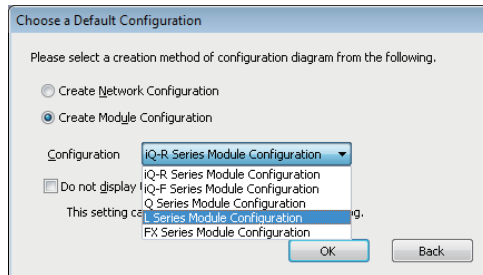 Choose a Default Configuration
Please select a creation method of configuration diagram from the following.
Create Network Configuration
Create Module Configuration
Configuration iQ-R Series Module Configuration
iQ-R Series Module Configuration
Do not display
iQ-F Series Module Configuration
Q Series Module Configuration
This setting ca
L Series Module Configuration
g.
FX Series Module Configuration
OK Back